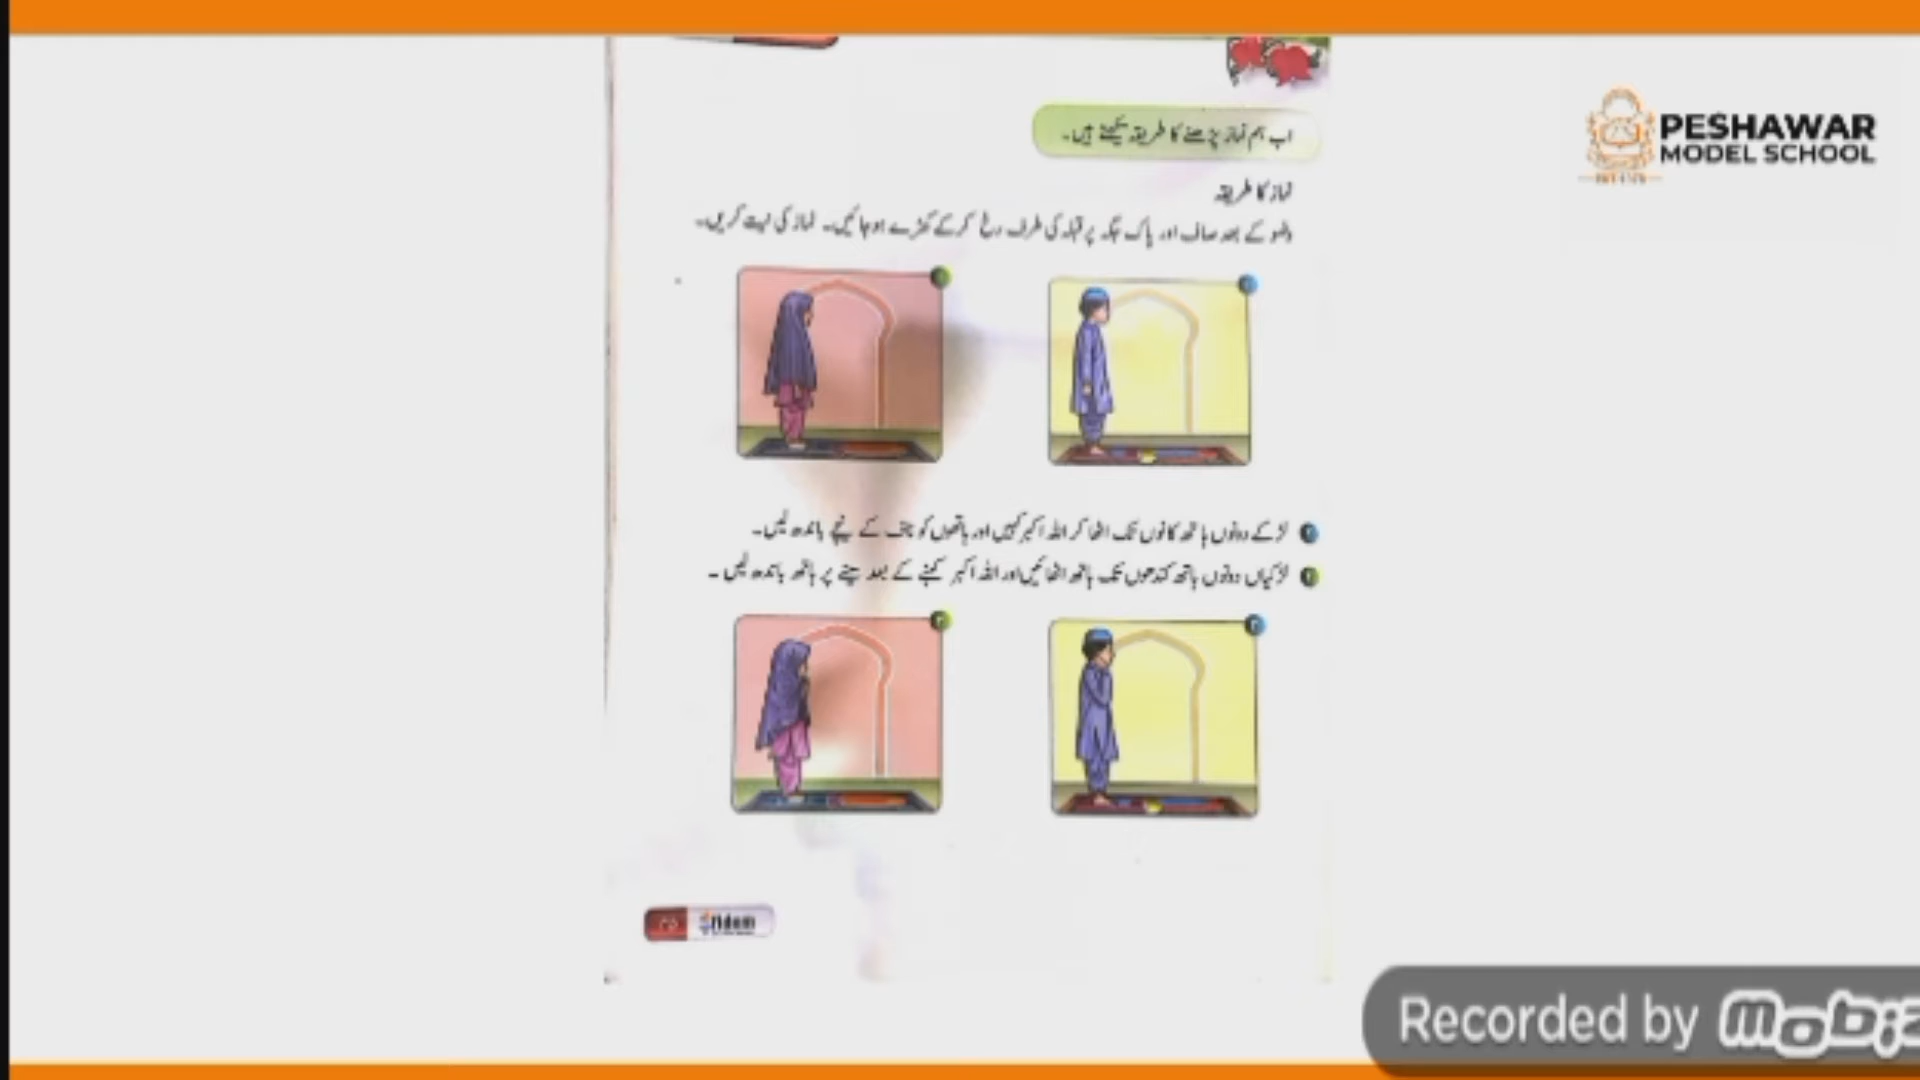 PESHAWAR
MODEL SCHOOL
اب ہم نماز پڑھنے کا طریقہ سیکھتے ہیں۔
نماز کا طریقہ
وضو کے بعد صاف اور پاک جگہ پر قبلہ کی طرف رخ کر کے کھڑے ہو جائیں۔ نماز کی نیت کریں۔
لڑکے دونوں ہاتھ کانوں تک اٹھا کر اللہ اکبر کہیں اور ہاتھوں کو ناف کے نیچے باندھ لیں۔
لڑکیاں دونوں ہاتھ کندھوں تک ہاتھ اٹھائیں اور اللہ اکبر کہنے کے بعد سینے پر ہاتھ باندھ لیں۔
Recorded by